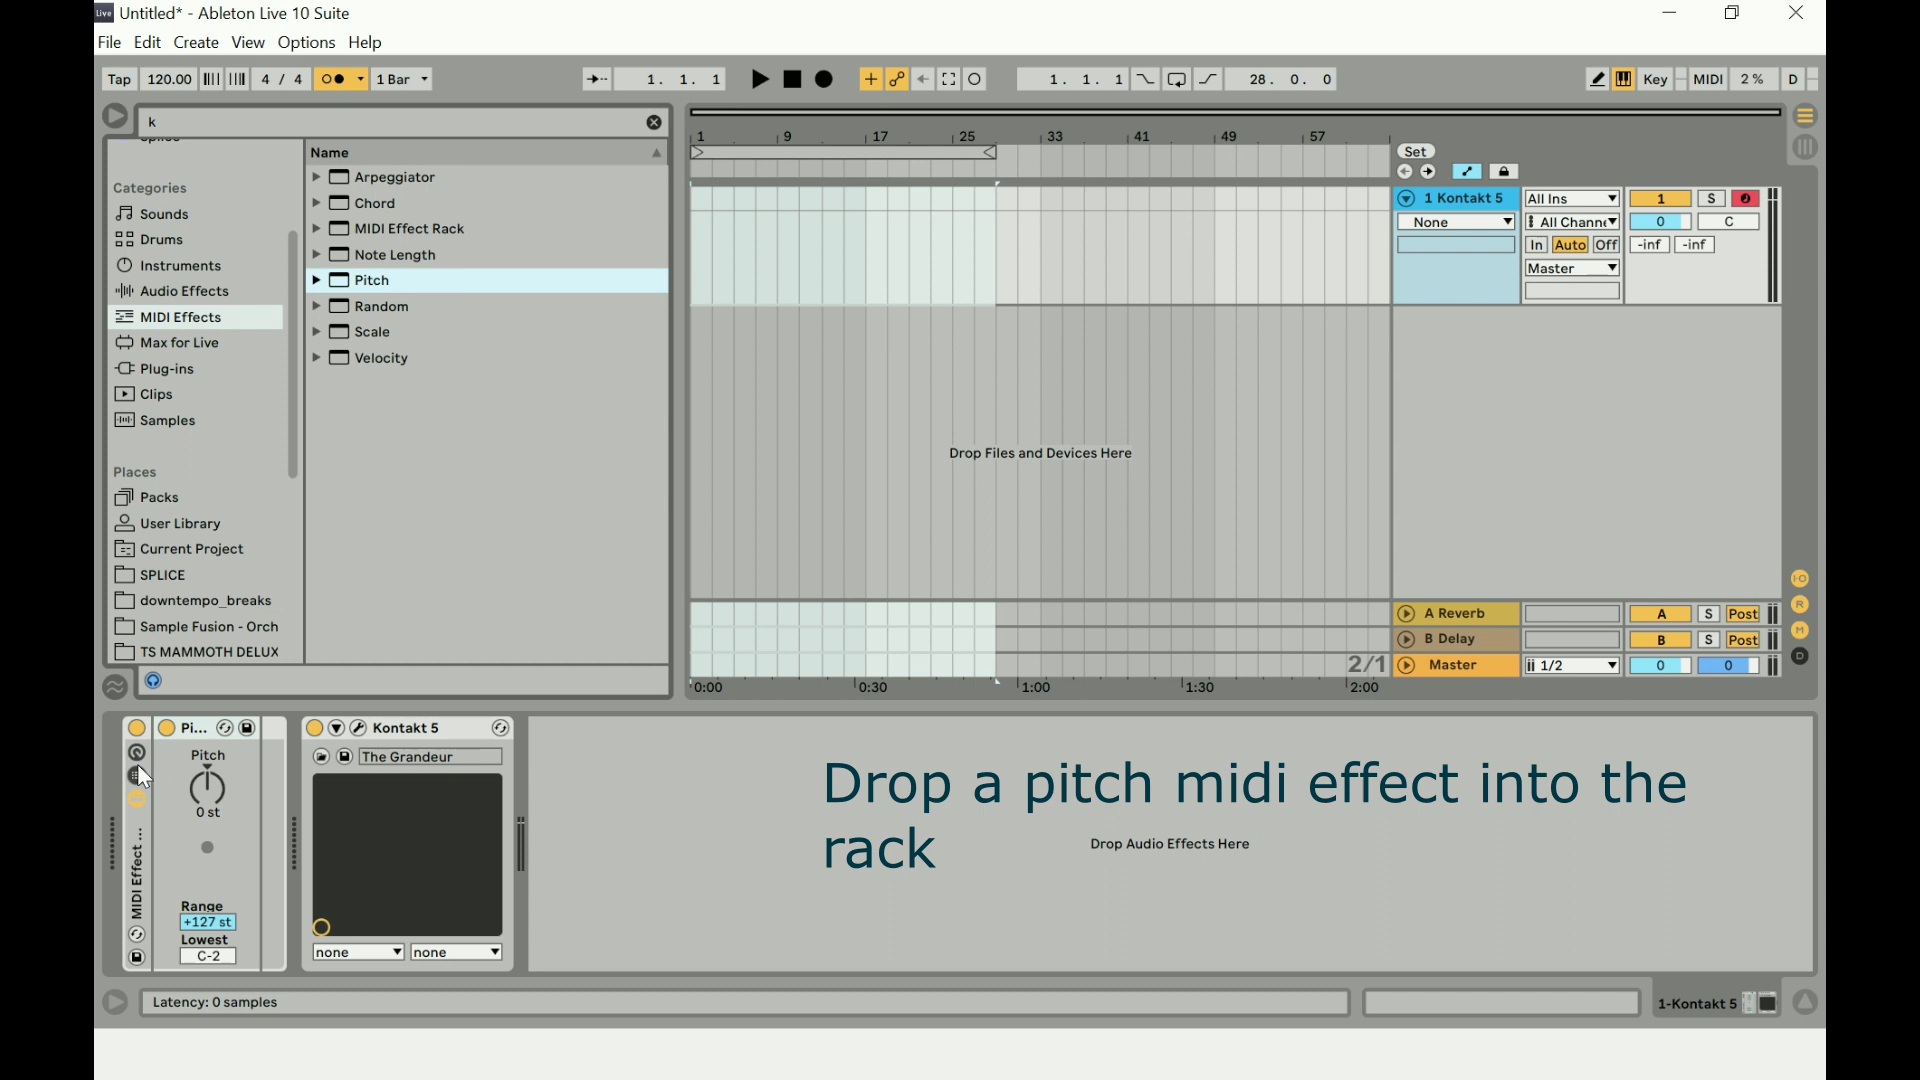 Live Untitled* - Ableton Live 10 Suite
File Edit Create View Options Help
Tap 120.00 4 / 4 1 Bar 1. 1. 1 1. 1. 1 28. 0. 0 Key MIDI 2 % D
k
Name
Categories
Sounds
Drums
Instruments
Audio Effects
MIDI Effects
Max for Live
Plug-ins
Clips
Samples
Places
Packs
User Library
Current Project
SPLICE
downtempo_breaks
Sample Fusion - Orch
TS MAMMOTH DELUX
Arpeggiator
Chord
MIDI Effect Rack
Note Length
Pitch
Random
Scale
Velocity
1 9 17 25 33 41 49 57
Set
1 Kontakt 5 All Ins 1 S
None All Channe 0 C
In Auto Off -inf -inf
Master
Drop Files and Devices Here
A Reverb A S Post
B Delay B S Post
2/1 Master 1/2 0 0
0:00 0:30 1:00 1:30 2:00
I·O
R
M
D
Pi... Kontakt 5
Pitch The Grandeur
0 st
MIDI Effect ...
Range
+127 st
Lowest
C-2
none none
Drop a pitch midi effect into the
rack
Drop Audio Effects Here
Latency: 0 samples
1-Kontakt 5